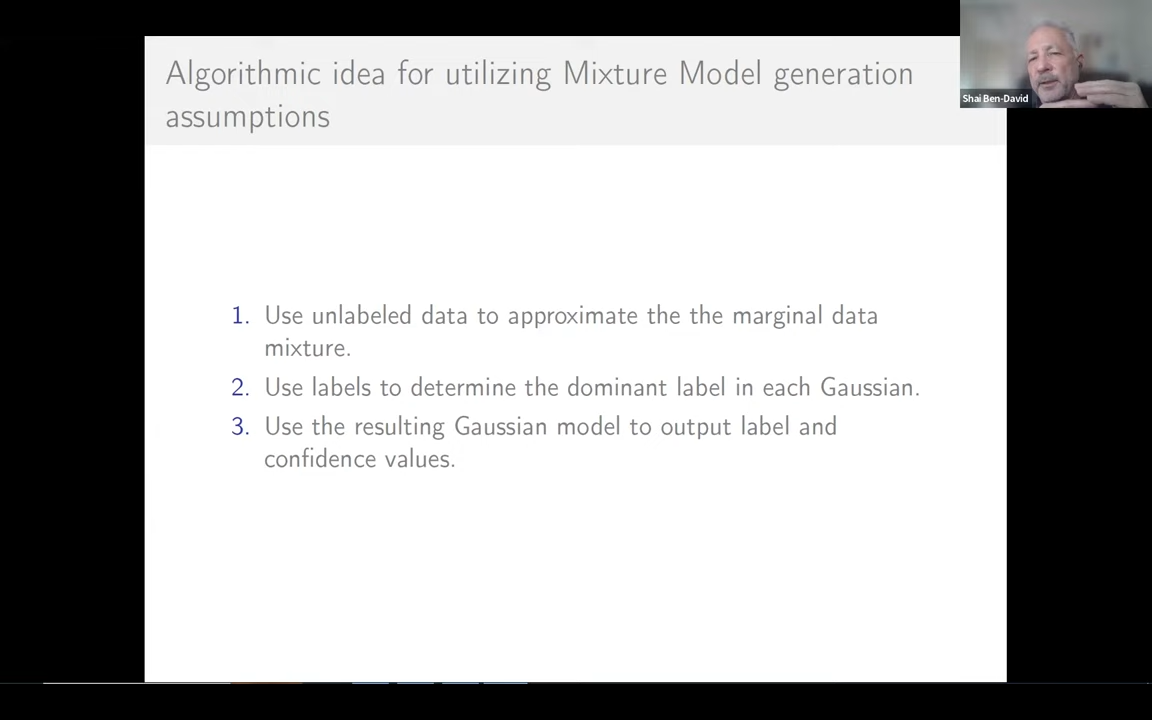 Algorithmic idea for utilizing Mixture Model generation
assumptions
Shai Ben-David
1. Use unlabeled data to approximate the the marginal data
mixture.
2. Use labels to determine the dominant label in each Gaussian.
3. Use the resulting Gaussian model to output label and
confidence values.